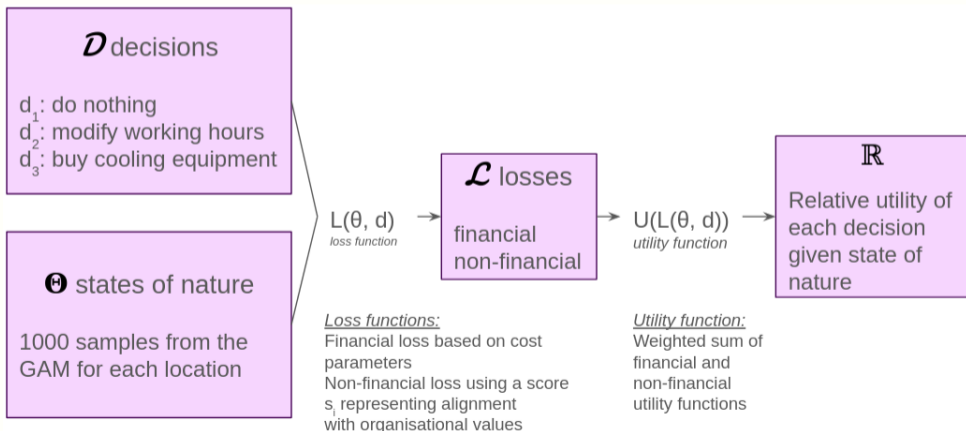 𝓓 decisions
d₁: do nothing
d₂: modify working hours
d₃: buy cooling equipment
Θ states of nature
1000 samples from the
GAM for each location
L(θ, d)
loss function
𝓛 losses
financial
non-financial
U(L(θ, d))
utility function
ℝ
Relative utility of
each decision
given state of
nature
Loss functions:
Financial loss based on cost
parameters
Non-financial loss using a score
sᵢ representing alignment
with organisational values
Utility function:
Weighted sum of
financial and
non-financial
utility functions